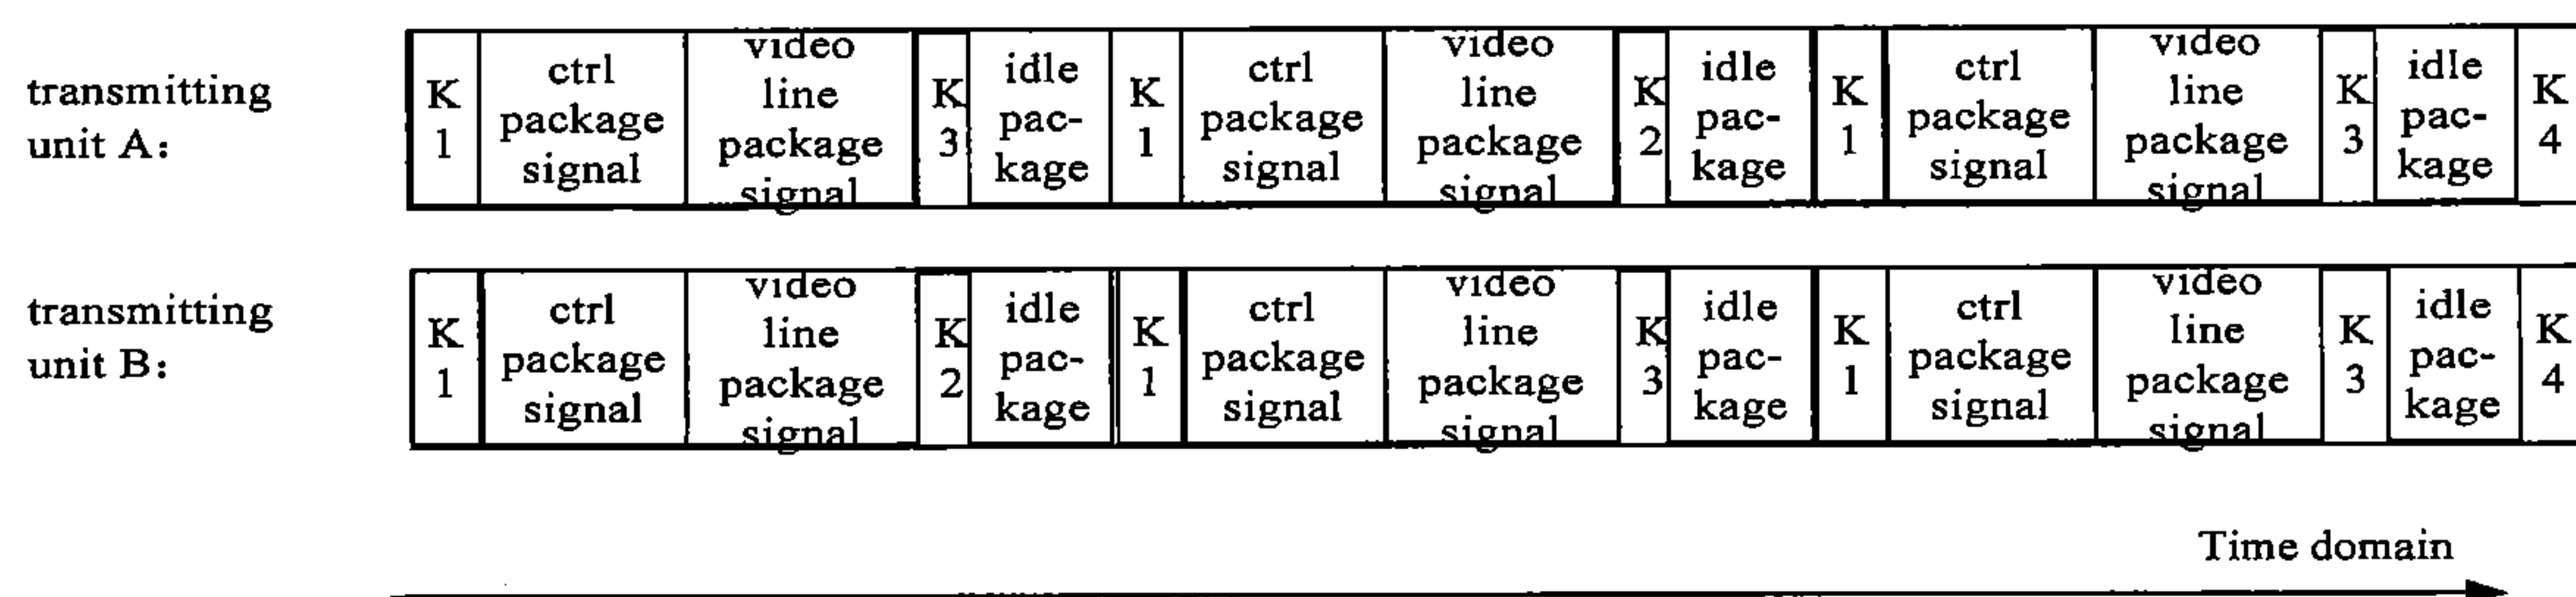 transmitting
unit A:
K
1
ctrl
package
signal
video
line
package
signal
K
3
idle
pac-
kage
K
1
ctrl
package
signal
video
line
package
signal
K
2
idle
pac-
kage
K
1
ctrl
package
signal
video
line
package
signal
K
3
idle
pac-
kage
K
4
transmitting
unit B:
K
1
ctrl
package
signal
video
line
package
signal
K
2
idle
pac-
kage
K
1
ctrl
package
signal
video
line
package
signal
K
3
idle
pac-
kage
K
1
ctrl
package
signal
video
line
package
signal
K
3
idle
pac-
kage
K
4
Time domain